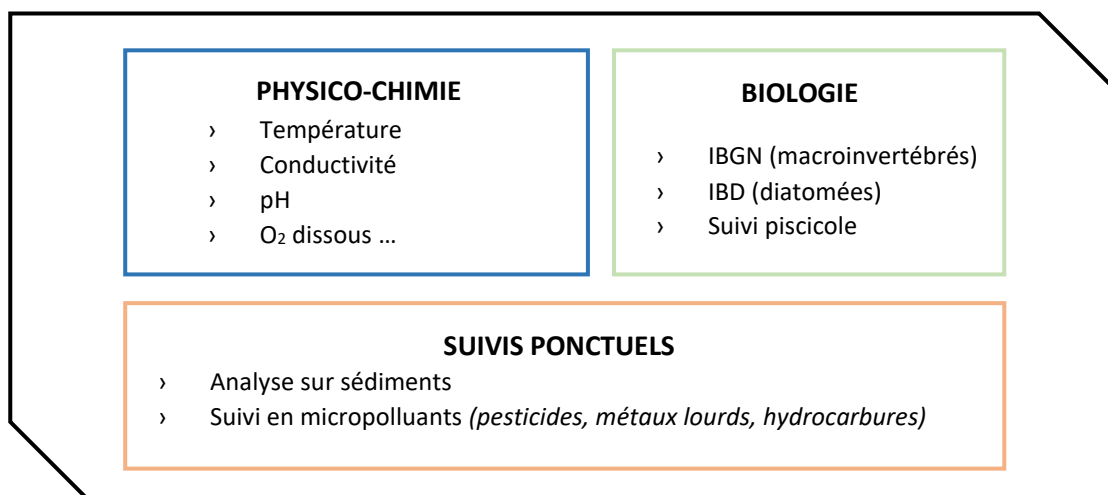 PHYSICO-CHIMIE
› Température
› Conductivité
› pH
› O₂ dissous ...
BIOLOGIE
› IBGN (macroinvertébrés)
› IBD (diatomées)
› Suivi piscicole
SUIVIS PONCTUELS
› Analyse sur sédiments
› Suivi en micropolluants (pesticides, métaux lourds, hydrocarbures)